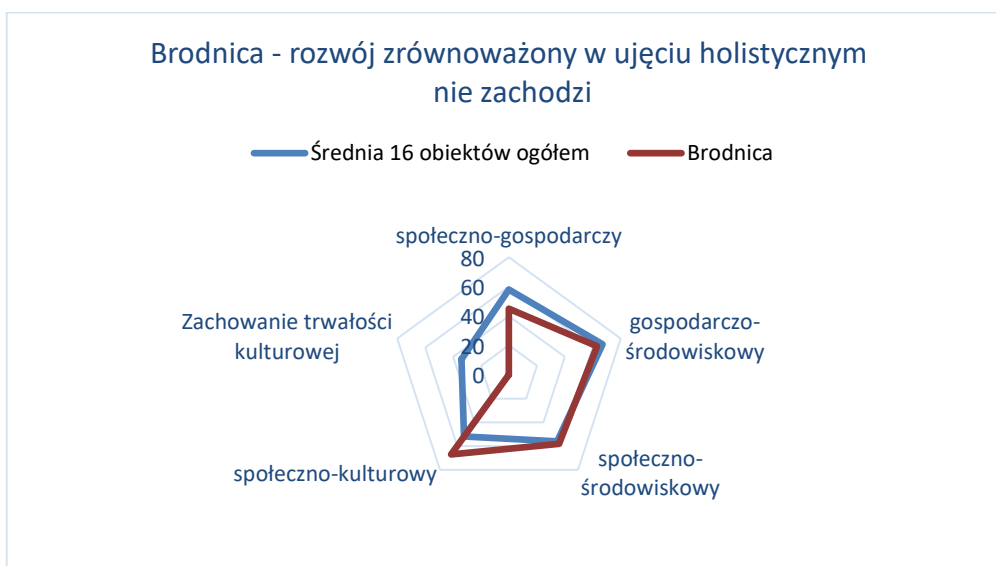 Brodnica - rozwój zrównoważony w ujęciu holistycznym
nie zachodzi
Średnia 16 obiektów ogółem
Brodnica
społeczno-gospodarczy
80
60
40
20
0
gospodarczo-
środowiskowy
społeczno-
środowiskowy
społeczno-kulturowy
Zachowanie trwałości
kulturowej